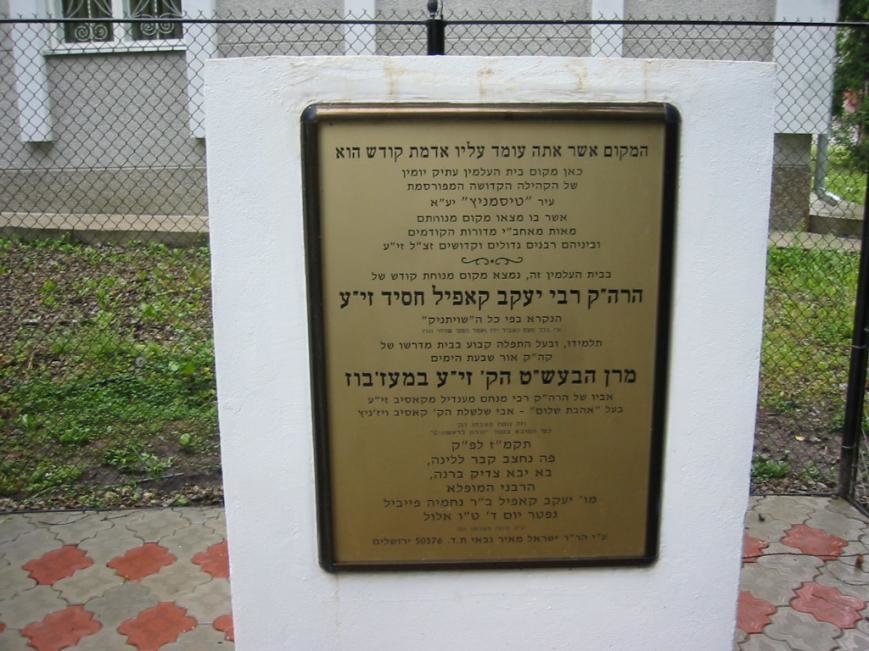 המקום אשר אתה עומד עליו אדמת קודש הוא
כאן מקום בית העלמין עתיק יומין
של הקהילה הקדושה המפורסמת
עיר "טיסמניץ" יע"א
אשר בו מצאו מקום מנוחתם
מאות מאחב"י מדורות הקודמים
וביניהם רבנים גדולים וקדושים זצ"ל זי"ע
בבית העלמין זה, נמצא מקום מנוחת קודש של
הרה"ק רבי יעקב קאפיל חסיד זי"ע
הנקרא בפי כל ה"שויתניק"
תלמידו, ובעל התפלה קבוע בבית מדרשו של
קה"ק אור שבעת הימים
מרן הבעש"ט הק' זי"ע במעז'בוז
אביו של הרה"ק רבי מנחם מענדיל מקאסיב זי"ע
בעל "אהבת שלום" - אבי שלשלת הק' קאסיב ויז'ניץ
תקמ"ז לפ"ק
פה נחצב קבר ללינה,
בא יבא צדיק ברנה,
הרבני המופלא
מו' יעקב קאפיל ב"ר נחמיה פייביל
נפטר יום ד' ט"ו אלול
ע"י הר"ר ישראל מאיר גבאי ת.ד. 50376 ירושלים